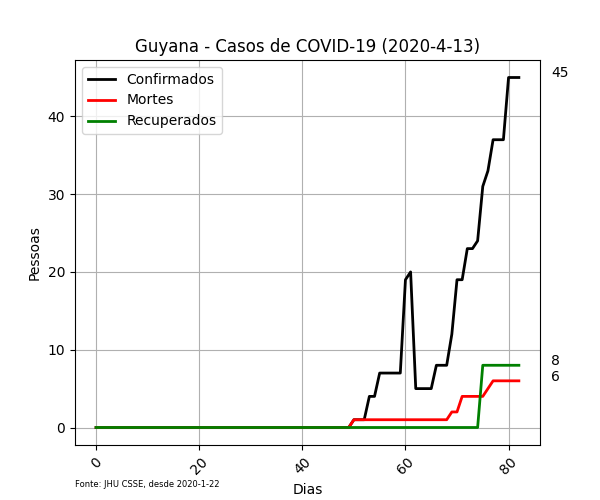 Guyana - Casos de COVID-19 (2020-4-13)
Confirmados
Mortes
Recuperados
45
40
30
20
10
0
8
6
Pessoas
0
20
40
60
80
Dias
Fonte: JHU CSSE, desde 2020-1-22